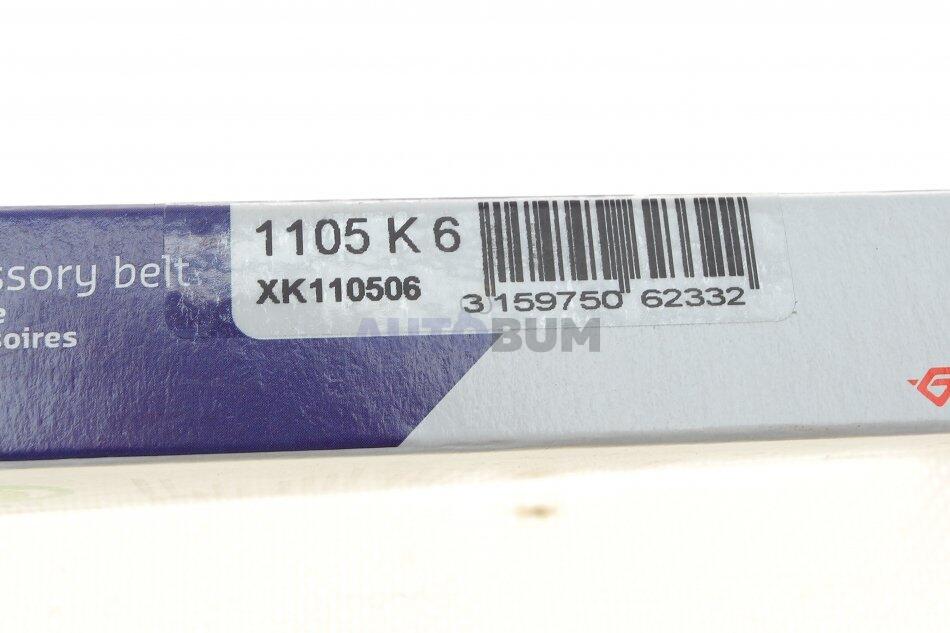 1105 K 6
XK110506
3 159750 62332
ssory belt
e
soires
AUTOBUM
G